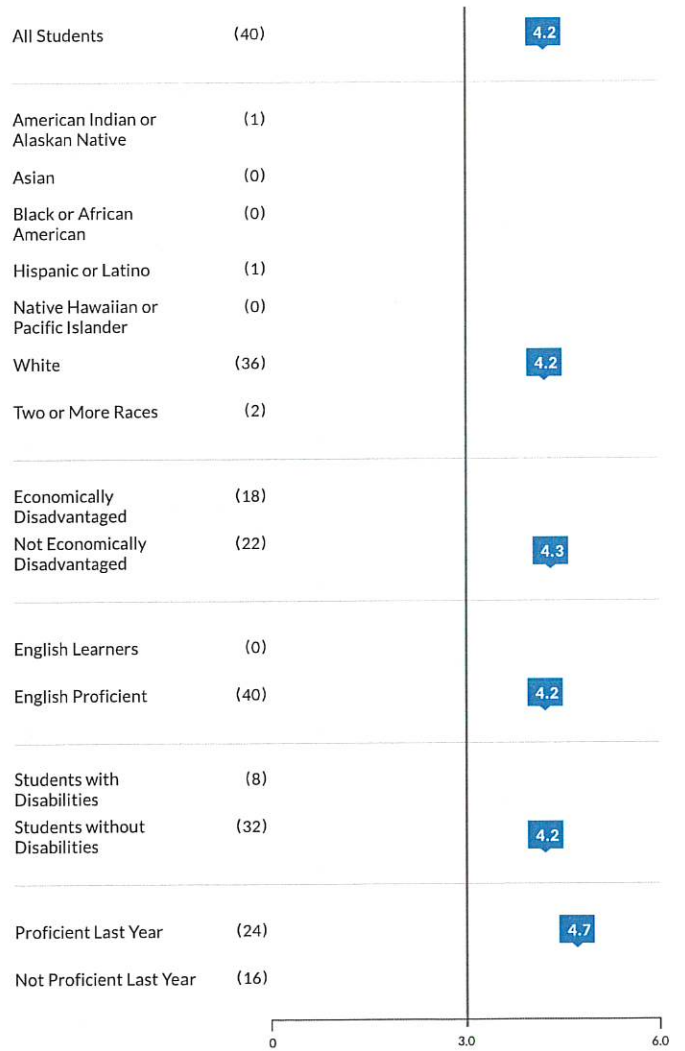 All Students (40) 4.2
American Indian or (1)
Alaskan Native
Asian (0)
Black or African (0)
American
Hispanic or Latino (1)
Native Hawaiian or (0)
Pacific Islander
White (36) 4.2
Two or More Races (2)
Economically (18)
Disadvantaged
Not Economically (22) 4.3
Disadvantaged
English Learners (0)
English Proficient (40) 4.2
Students with (8)
Disabilities
Students without (32) 4.2
Disabilities
Proficient Last Year (24) 4.7
Not Proficient Last Year (16)
0 3.0 6.0